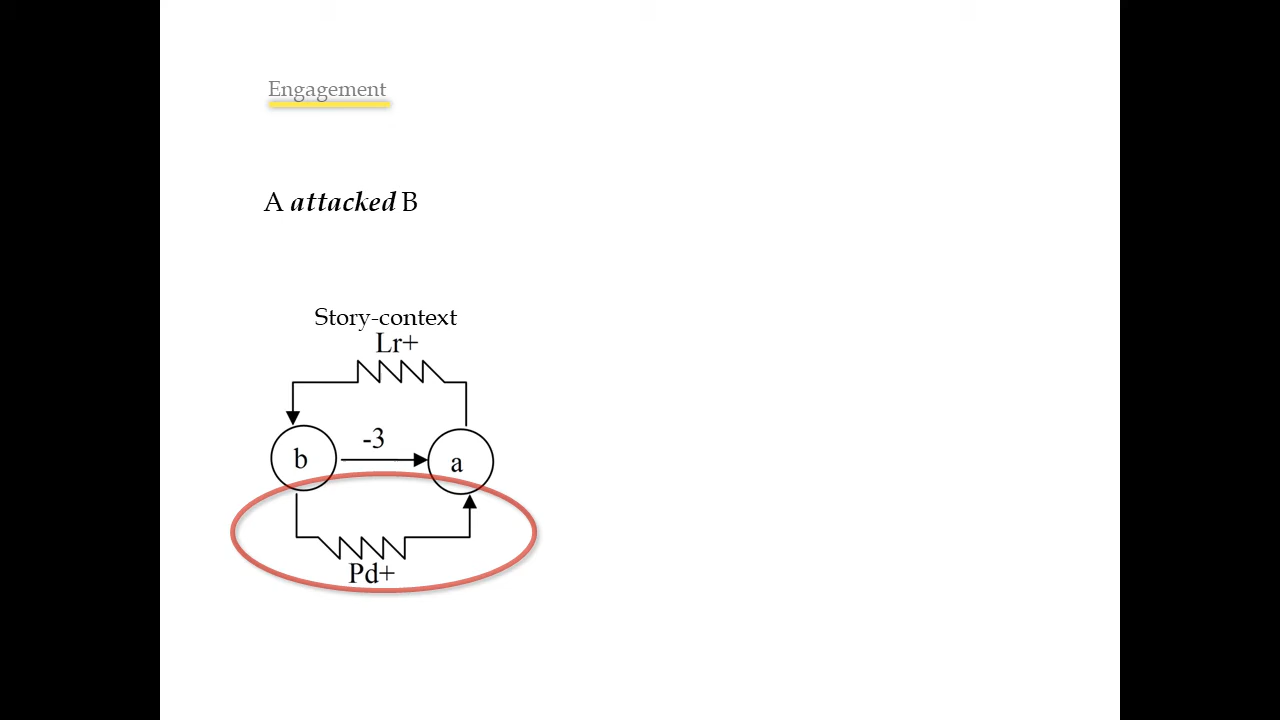 Engagement
A attacked B
Story-context
Lr+
-3
b
a
Pd+